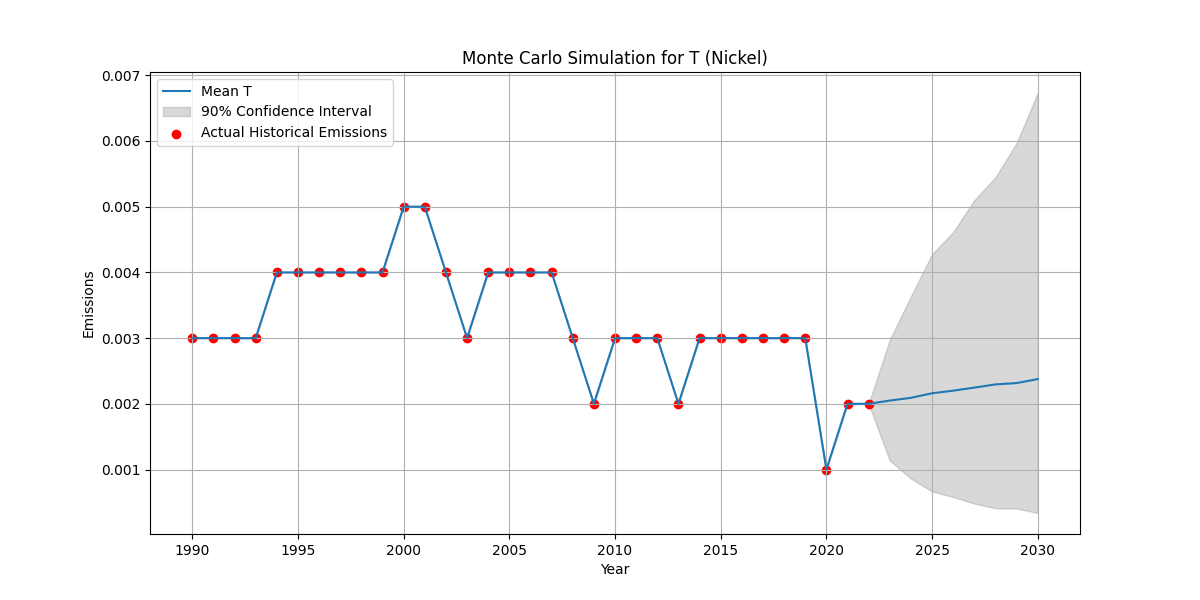 Monte Carlo Simulation for T (Nickel)
Mean T
90% Confidence Interval
Actual Historical Emissions
0.007
0.006
0.005
0.004
0.003
0.002
0.001
Emissions
1990 1995 2000 2005 2010 2015 2020 2025 2030
Year